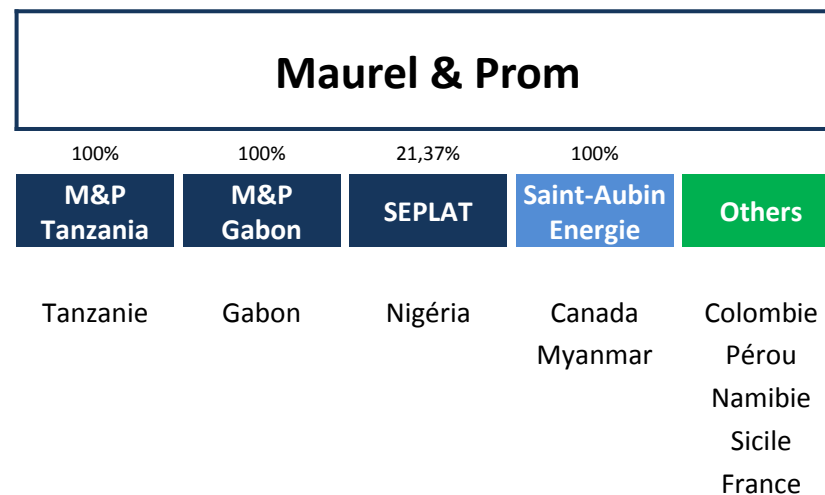 Maurel & Prom
100% 100% 21,37% 100%
M&P
Tanzania
M&P
Gabon
SEPLAT
Saint-Aubin
Energie
Others
Tanzanie Gabon Nigéria Canada Colombie
Myanmar Pérou
Namibie
Sicile
France